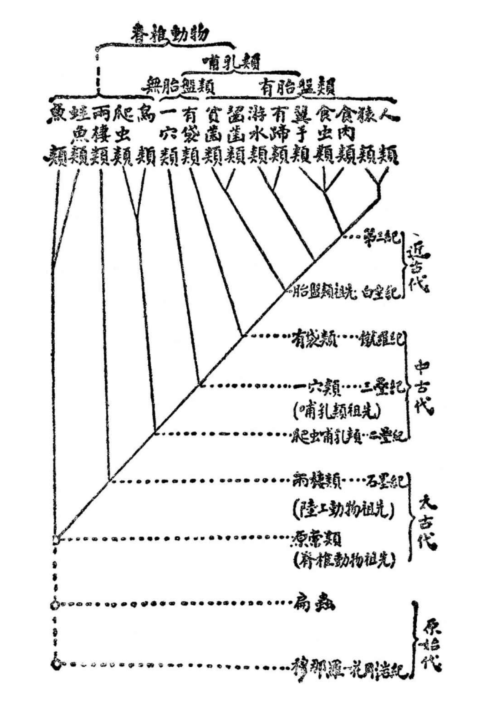 脊椎動物
哺乳類
無胎盤類
有胎盤類
魚類
蛙魚類
兩棲類
爬虫類
鳥類
一穴類
有袋類
貧齒類
齧齒類
游水類
有蹄類
翼手類
食虫類
食肉類
猿類
人類
第三紀
近古代
胎盤類祖先 白堊紀
有袋類 侏羅紀
中古代
一穴類 三疊紀
(哺乳類祖先)
爬虫哺乳類 二疊紀
兩棲類 石墨紀
(陸上動物祖先)
太古代
原索類
(脊椎動物祖先)
扁蟲
原始代
穆那羅 花剛岩紀